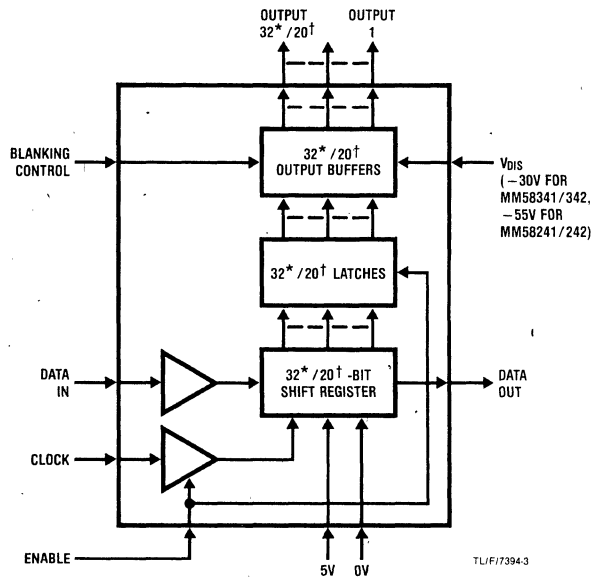 OUTPUT
32*/20†
OUTPUT
1
BLANKING
CONTROL
32*/20†
OUTPUT BUFFERS
VDIS
(−30V FOR
MM58341/342,
−55V FOR
MM58241/242)
32*/20† LATCHES
DATA
IN
32*/20†-BIT
SHIFT REGISTER
DATA
OUT
CLOCK
ENABLE
5V
0V
TL/F/7394-3